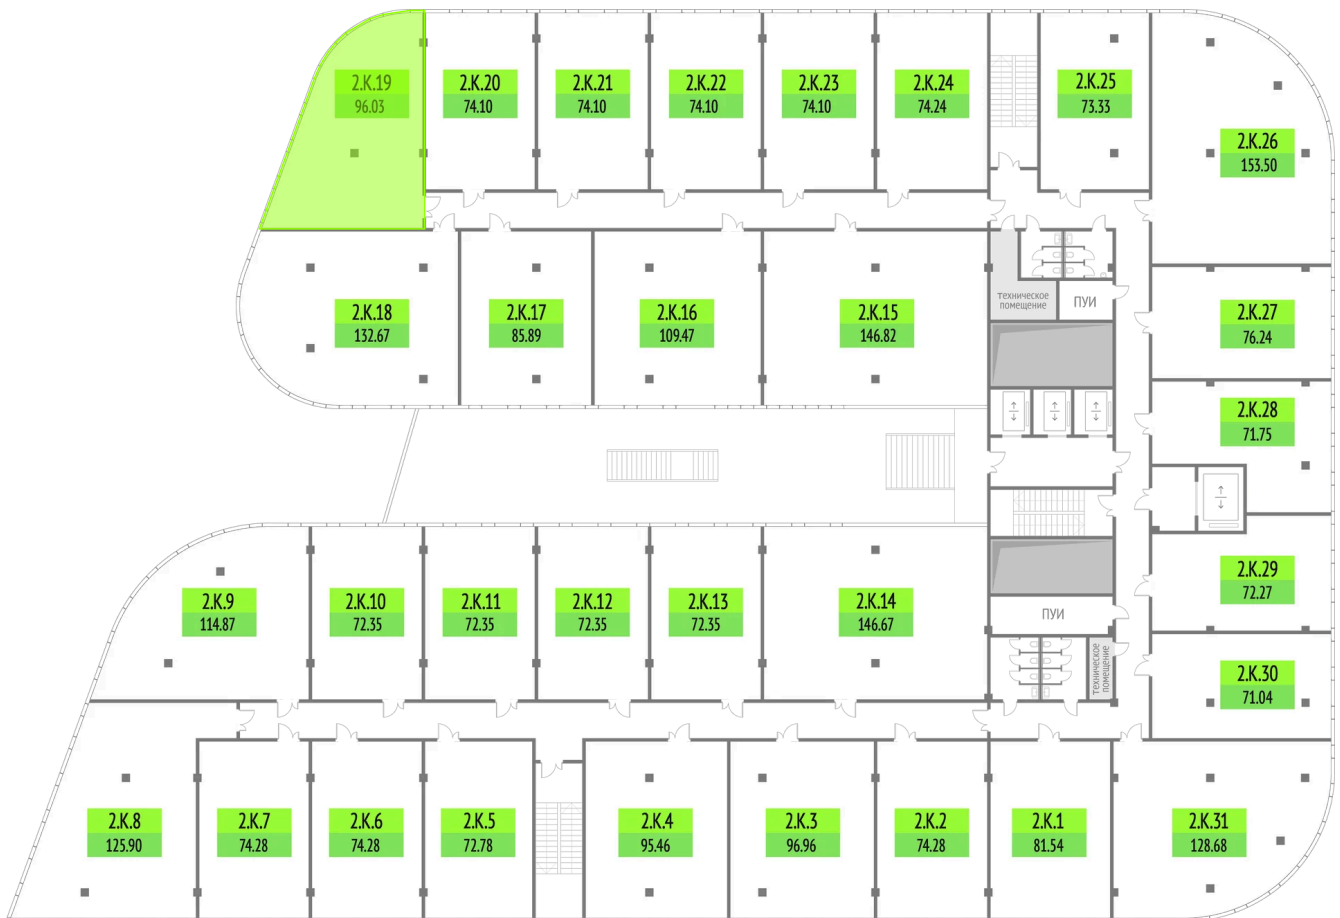 2.K.19
96.03
2.K.20
74.10
2.K.21
74.10
2.K.22
74.10
2.K.23
74.10
2.K.24
74.24
2.K.25
73.33
2.K.26
153.50
2.K.18
132.67
2.K.17
85.89
2.K.16
109.47
2.K.15
146.82
техническое
помещение
ПУИ
2.K.27
76.24
2.K.28
71.75
2.K.9
114.87
2.K.10
72.35
2.K.11
72.35
2.K.12
72.35
2.K.13
72.35
2.K.14
146.67
ПУИ
техническое
помещение
2.K.29
72.27
2.K.30
71.04
2.K.8
125.90
2.K.7
74.28
2.K.6
74.28
2.K.5
72.78
2.K.4
95.46
2.K.3
96.96
2.K.2
74.28
2.K.1
81.54
2.K.31
128.68